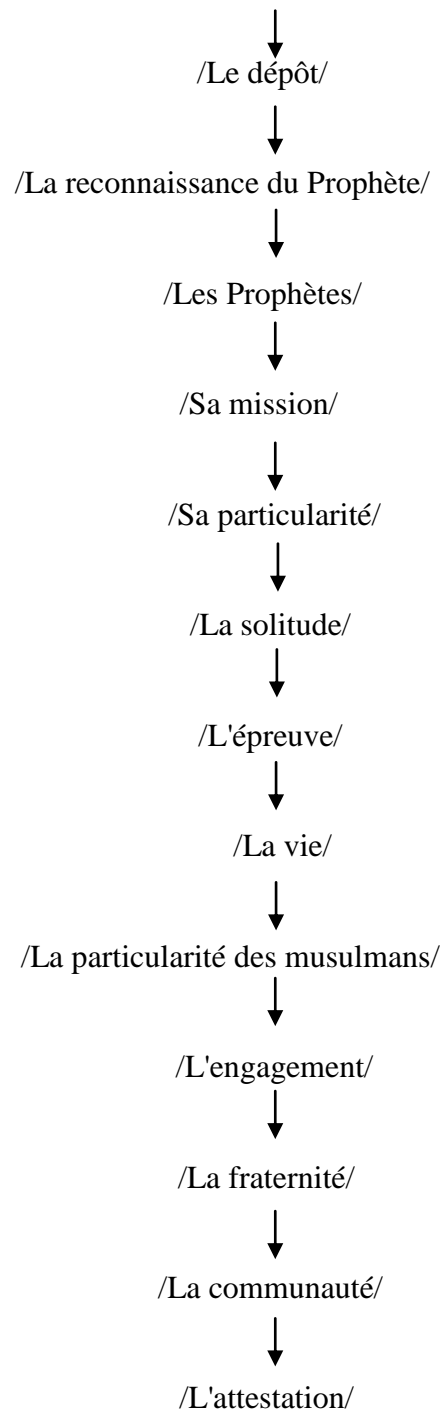 /Le dépôt/
/La reconnaissance du Prophète/
/Les Prophètes/
/Sa mission/
/Sa particularité/
/La solitude/
/L'épreuve/
/La vie/
/La particularité des musulmans/
/L'engagement/
/La fraternité/
/La communauté/
/L'attestation/